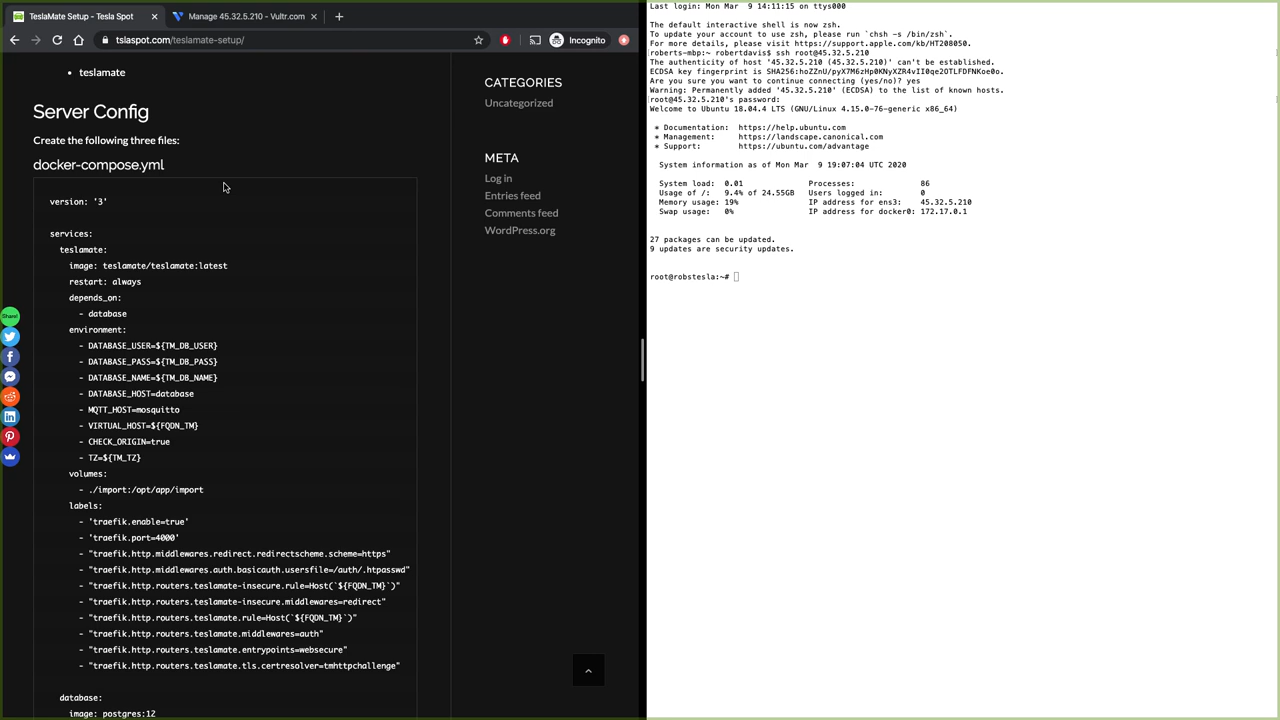 TeslaMate Setup - Tesla Spot
Manage 45.32.5.210 - Vultr.com
tslaspot.com/teslamate-setup/
Incognito
teslamate
Server Config
Create the following three files:
docker-compose.yml
version: '3'
services:
teslamate:
image: teslamate/teslamate:latest
restart: always
depends_on:
- database
environment:
- DATABASE_USER=${TM_DB_USER}
- DATABASE_PASS=${TM_DB_PASS}
- DATABASE_NAME=${TM_DB_NAME}
- DATABASE_HOST=database
- MQTT_HOST=mosquitto
- VIRTUAL_HOST=${FQDN_TM}
- CHECK_ORIGIN=true
- TZ=${TM_TZ}
volumes:
- ./import:/opt/app/import
labels:
- 'traefik.enable=true'
- 'traefik.port=4000'
- "traefik.http.middlewares.redirect.redirectscheme.scheme=https"
- "traefik.http.middlewares.auth.basicauth.usersfile=/auth/.htpasswd"
- "traefik.http.routers.teslamate-insecure.rule=Host(`${FQDN_TM}`)"
- "traefik.http.routers.teslamate-insecure.middlewares=redirect"
- "traefik.http.routers.teslamate.rule=Host(`${FQDN_TM}`)"
- "traefik.http.routers.teslamate.middlewares=auth"
- "traefik.http.routers.teslamate.entrypoints=websecure"
- "traefik.http.routers.teslamate.tls.certresolver=tmhttpchallenge"
database:
image: postgres:12
Share!
CATEGORIES
Uncategorized
META
Log in
Entries feed
Comments feed
WordPress.org
Last login: Mon Mar  9 14:11:15 on ttys000
The default interactive shell is now zsh.
To update your account to use zsh, please run `chsh -s /bin/zsh`.
For more details, please visit https://support.apple.com/kb/HT208050.
roberts-mbp:~ robertdavis$ ssh root@45.32.5.210
The authenticity of host '45.32.5.210 (45.32.5.210)' can't be established.
ECDSA key fingerprint is SHA256:hoZZnU/pyX7M6zHp0KNyXZR4vII0qe2OTLFDFNKoe0o.
Are you sure you want to continue connecting (yes/no)? yes
Warning: Permanently added '45.32.5.210' (ECDSA) to the list of known hosts.
root@45.32.5.210's password:
Welcome to Ubuntu 18.04.4 LTS (GNU/Linux 4.15.0-76-generic x86_64)
* Documentation:  https://help.ubuntu.com
* Management:     https://landscape.canonical.com
* Support:        https://ubuntu.com/advantage
System information as of Mon Mar  9 19:07:04 UTC 2020
System load:  0.01               Processes:              86
Usage of /:   9.4% of 24.55GB   Users logged in:        0
Memory usage: 19%                IP address for ens3:    45.32.5.210
Swap usage:   0%                 IP address for docker0: 172.17.0.1
27 packages can be updated.
9 updates are security updates.
root@robstesla:~#